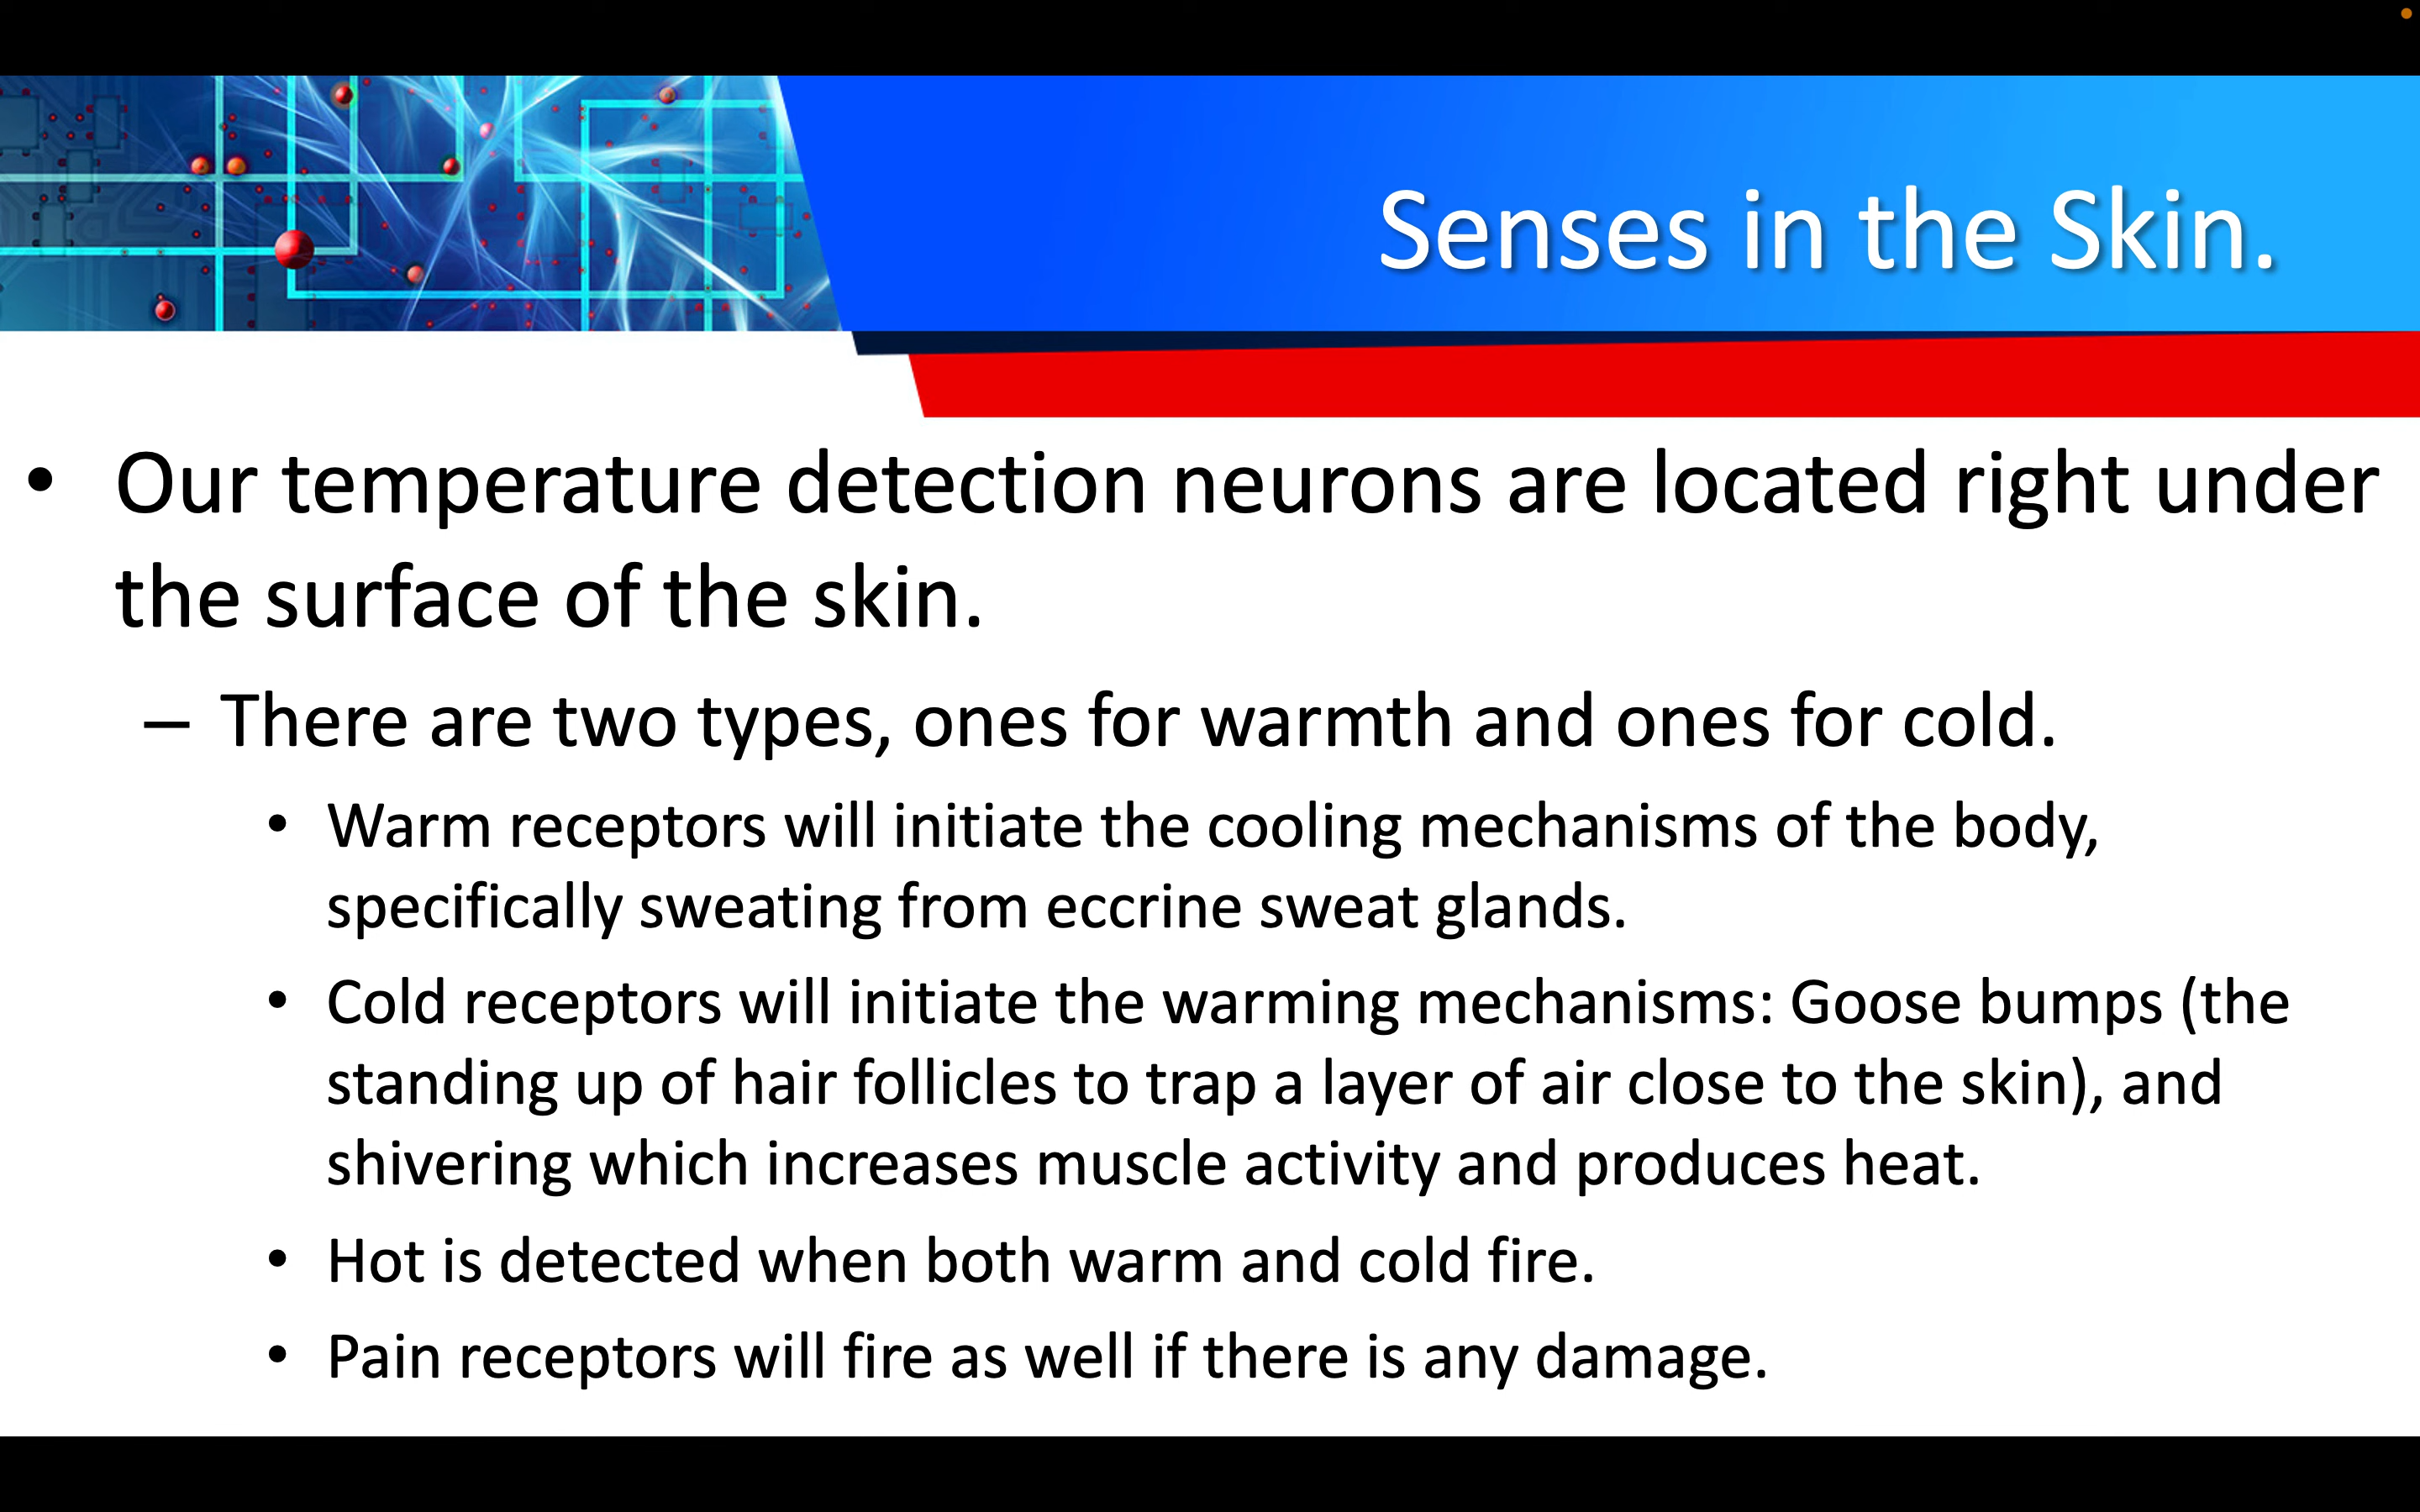 Senses in the Skin.
• Our temperature detection neurons are located right under
the surface of the skin.
– There are two types, ones for warmth and ones for cold.
• Warm receptors will initiate the cooling mechanisms of the body,
specifically sweating from eccrine sweat glands.
• Cold receptors will initiate the warming mechanisms: Goose bumps (the
standing up of hair follicles to trap a layer of air close to the skin), and
shivering which increases muscle activity and produces heat.
• Hot is detected when both warm and cold fire.
• Pain receptors will fire as well if there is any damage.